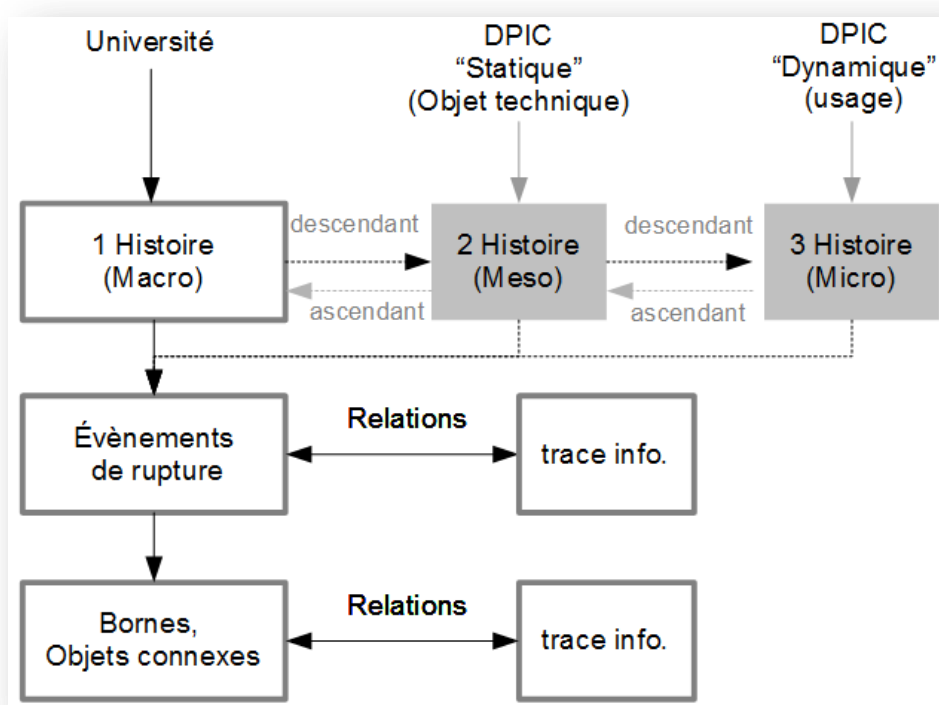 Université
DPIC
“Statique”
(Objet technique)
DPIC
“Dynamique”
(usage)
1 Histoire
(Macro)
descendant
ascendant
2 Histoire
(Meso)
descendant
ascendant
3 Histoire
(Micro)
Évènements
de rupture
Relations
trace info.
Bornes,
Objets connexes
Relations
trace info.